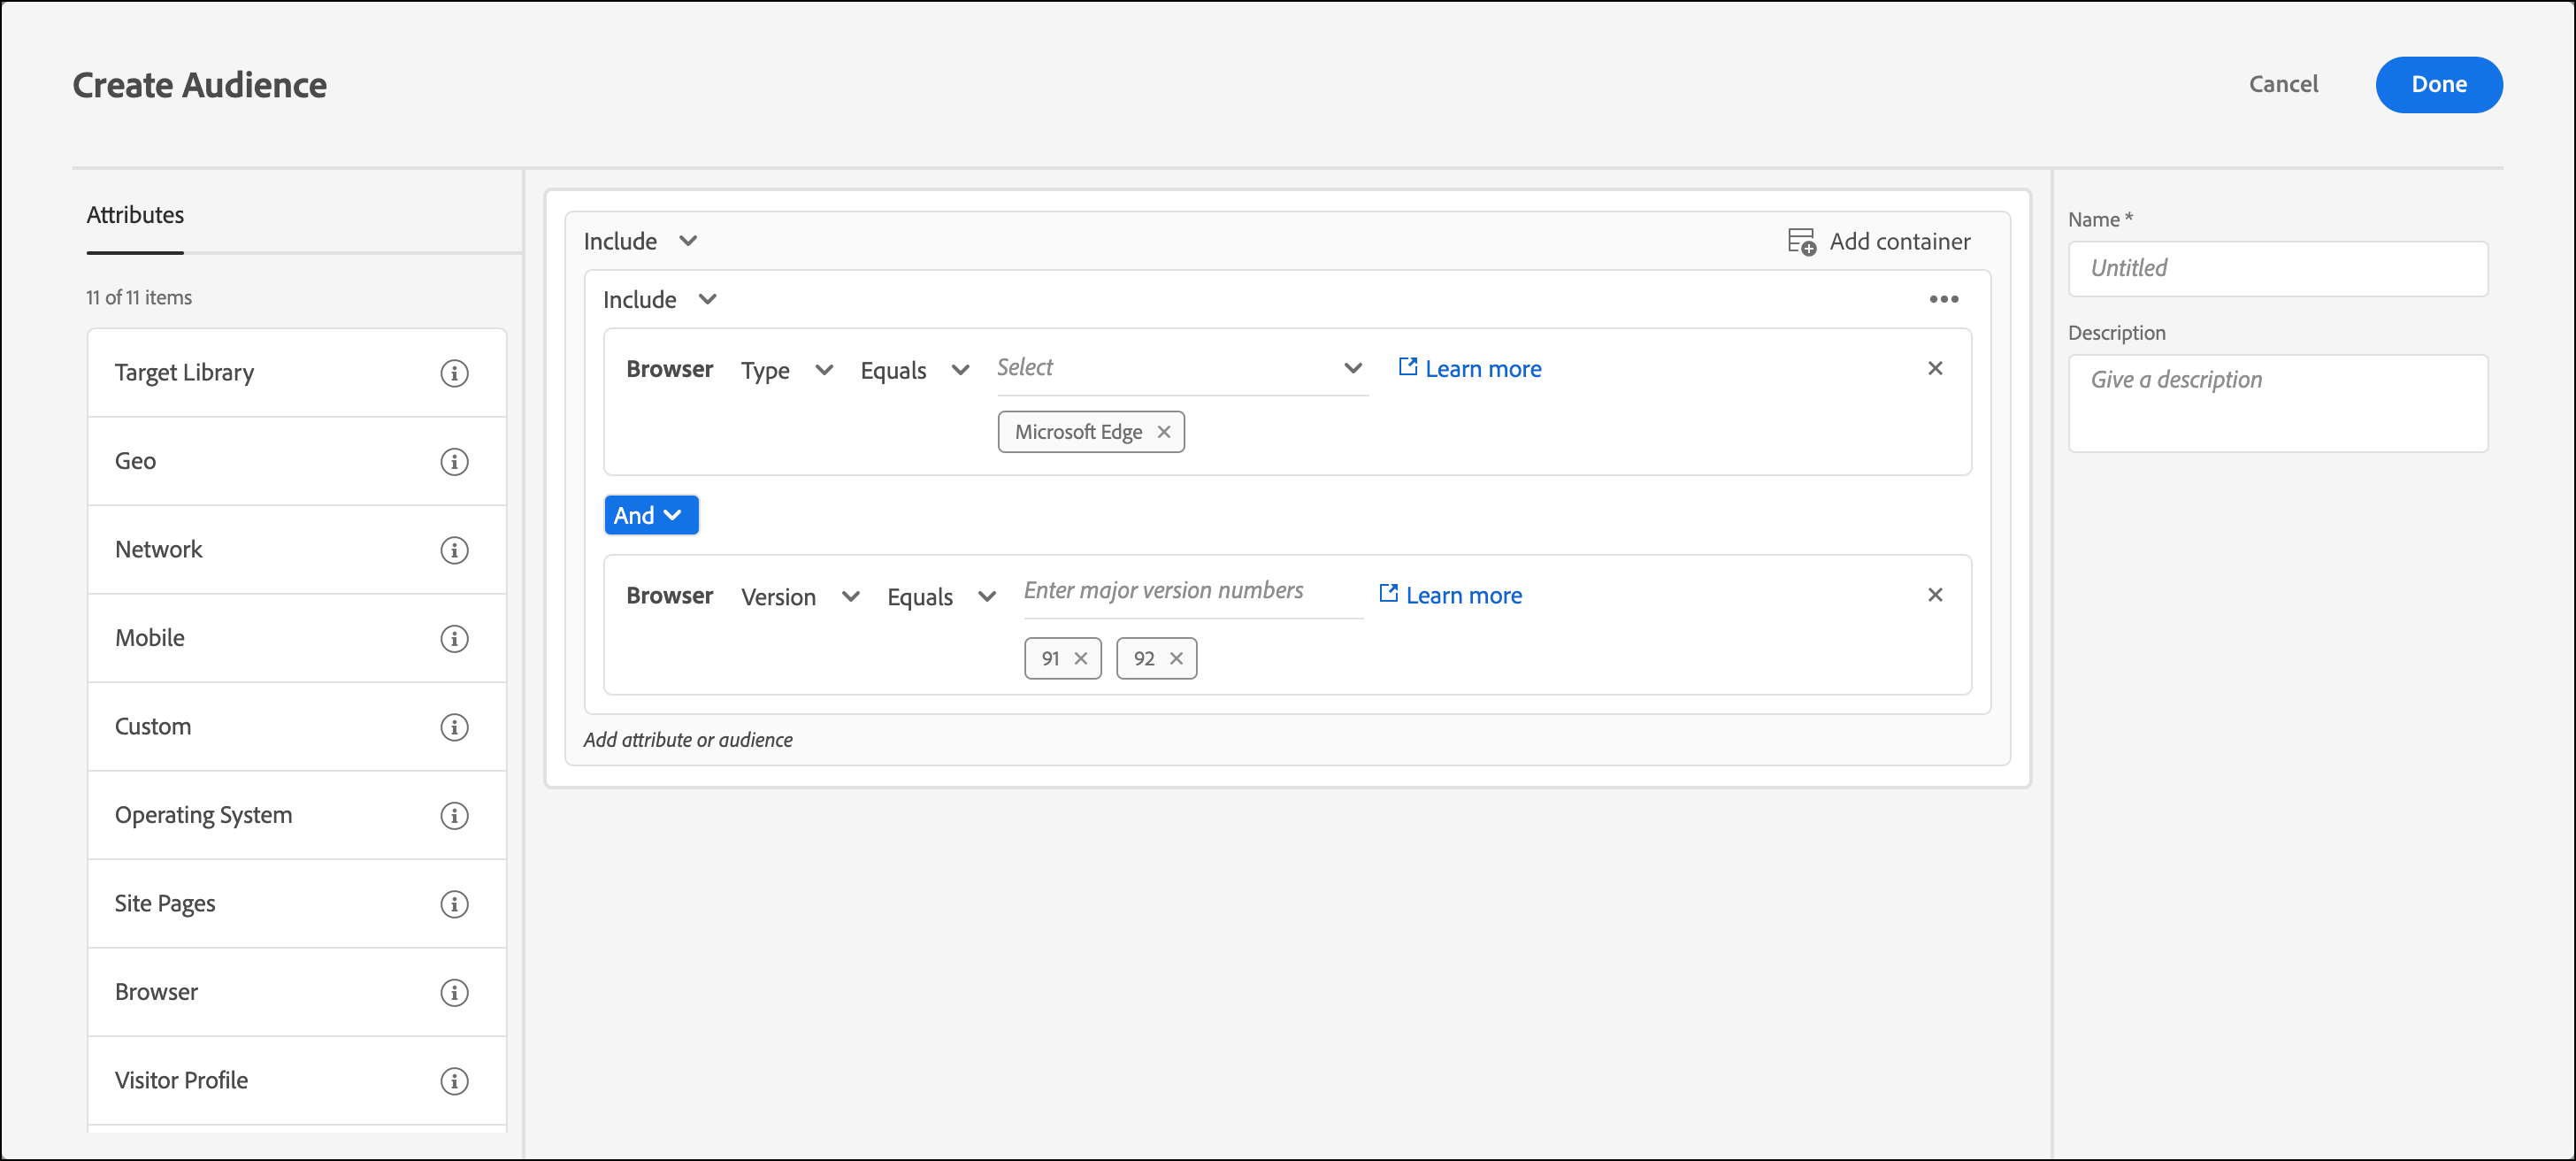 Create Audience
Cancel
Done
Attributes
11 of 11 items
Target Library
Geo
Network
Mobile
Custom
Operating System
Site Pages
Browser
Visitor Profile
Include
Add container
Include
Browser Type Equals Select Learn more
Microsoft Edge
And
Browser Version Equals Enter major version numbers Learn more
91 92
Add attribute or audience
Name *
Untitled
Description
Give a description